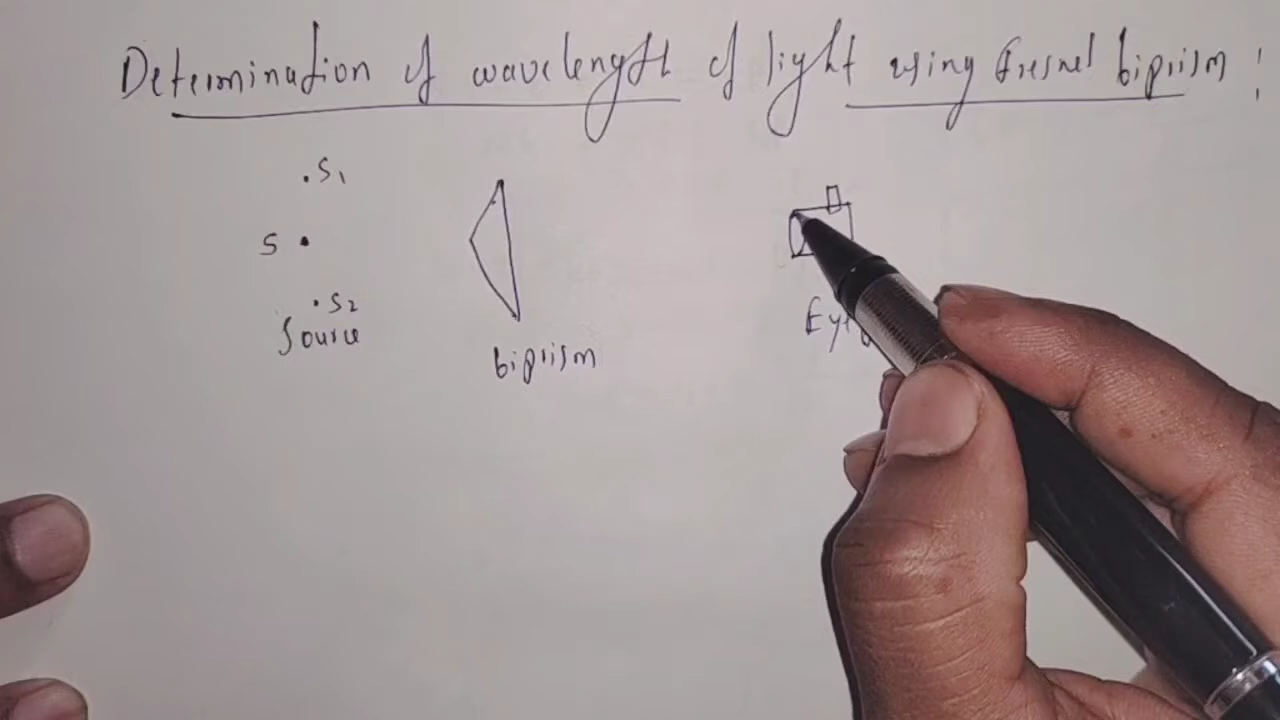 Determination of wavelength of light using Fresnel biprism :
S1
S
S2
Source
biprism